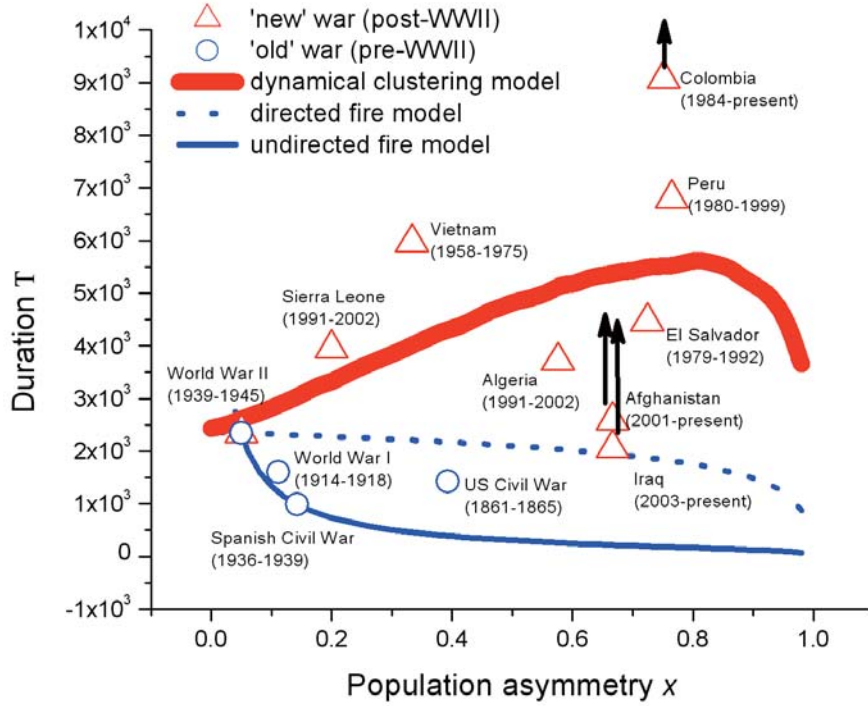 'new' war (post-WWII)
'old' war (pre-WWII)
dynamical clustering model
directed fire model
undirected fire model
1x10⁴
9x10³
8x10³
7x10³
6x10³
5x10³
4x10³
3x10³
2x10³
1x10³
0
-1x10³
Duration T
Colombia
(1984-present)
Peru
(1980-1999)
Vietnam
(1958-1975)
Sierra Leone
(1991-2002)
El Salvador
(1979-1992)
World War II
(1939-1945)
Algeria
(1991-2002)
Afghanistan
(2001-present)
World War I
(1914-1918)
US Civil War
(1861-1865)
Iraq
(2003-present)
Spanish Civil War
(1936-1939)
0.0 0.2 0.4 0.6 0.8 1.0
Population asymmetry x